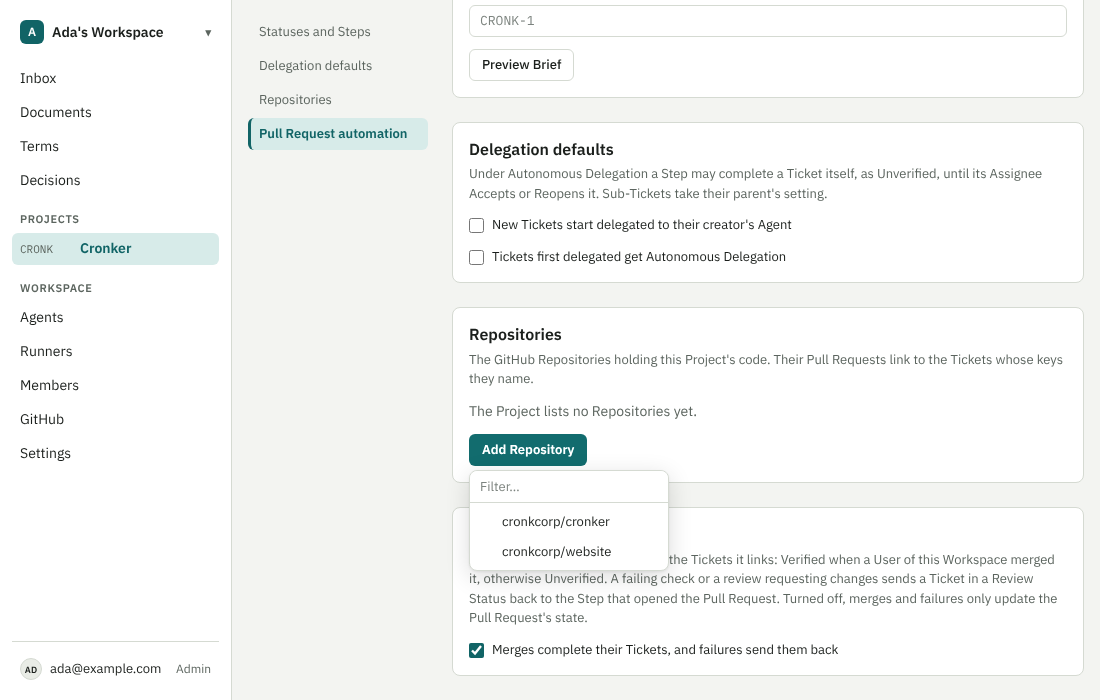 A Ada's Workspace ▾
Inbox
Documents
Terms
Decisions
PROJECTS
CRONK Cronker
WORKSPACE
Agents
Runners
Members
GitHub
Settings
AD ada@example.com Admin
Statuses and Steps
Delegation defaults
Repositories
Pull Request automation
CRONK-1
Preview Brief
Delegation defaults
Under Autonomous Delegation a Step may complete a Ticket itself, as Unverified, until its Assignee
Accepts or Reopens it. Sub-Tickets take their parent's setting.
New Tickets start delegated to their creator's Agent
Tickets first delegated get Autonomous Delegation
Repositories
The GitHub Repositories holding this Project's code. Their Pull Requests link to the Tickets whose keys
they name.
The Project lists no Repositories yet.
Add Repository
Filter...
cronkcorp/cronker
cronkcorp/website
the Tickets it links: Verified when a User of this Workspace merged
it, otherwise Unverified. A failing check or a review requesting changes sends a Ticket in a Review
Status back to the Step that opened the Pull Request. Turned off, merges and failures only update the
Pull Request's state.
Merges complete their Tickets, and failures send them back